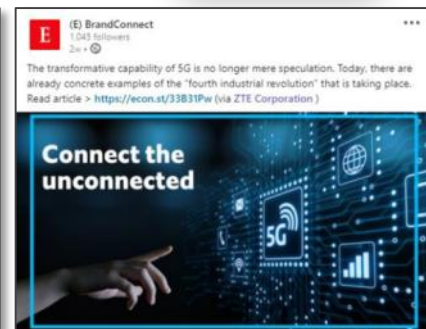 E
(E) BrandConnect
1,045 followers
2w •
The transformative capability of 5G is no longer mere speculation. Today, there are
already concrete examples of the "fourth industrial revolution" that is taking place.
Read article > https://econ.st/33B31Pw (via ZTE Corporation )
Connect the
unconnected
5G